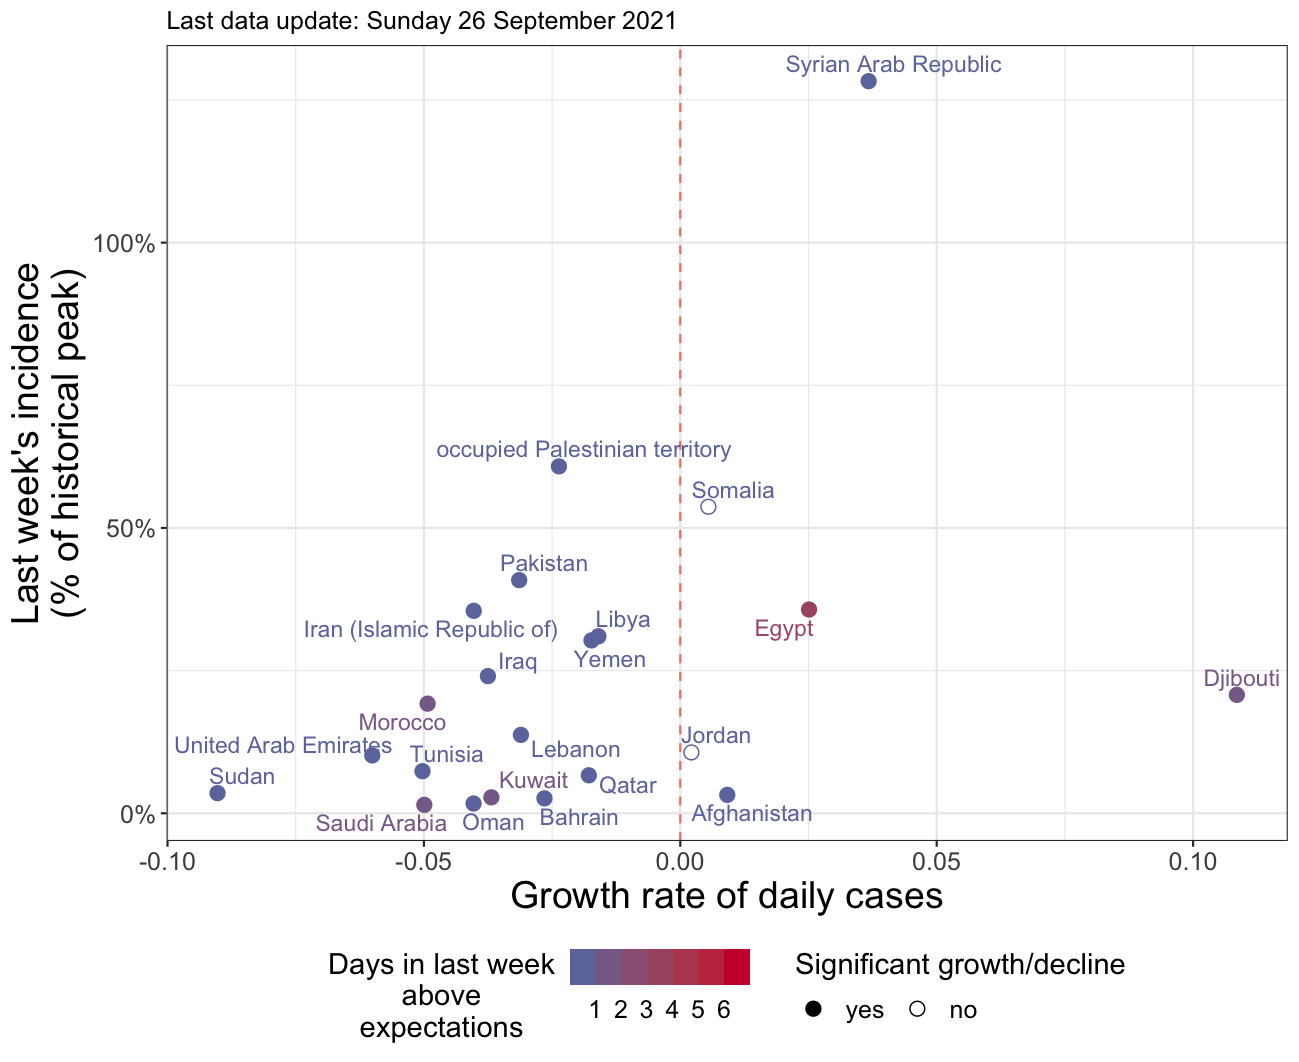 Last data update: Sunday 26 September 2021
Syrian Arab Republic
100%
occupied Palestinian territory
Somalia
50%
Pakistan
Libya
Egypt
Iran (Islamic Republic of)
Yemen
Iraq
Djibouti
Morocco
Jordan
United Arab Emirates
Tunisia
Lebanon
Sudan
Kuwait
Qatar
0%
Saudi Arabia
Oman
Bahrain
Afghanistan
Last week's incidence
(% of historical peak)
-0.10
-0.05
0.00
0.05
0.10
Growth rate of daily cases
Days in last week
above
expectations
1 2 3 4 5 6
Significant growth/decline
yes
no